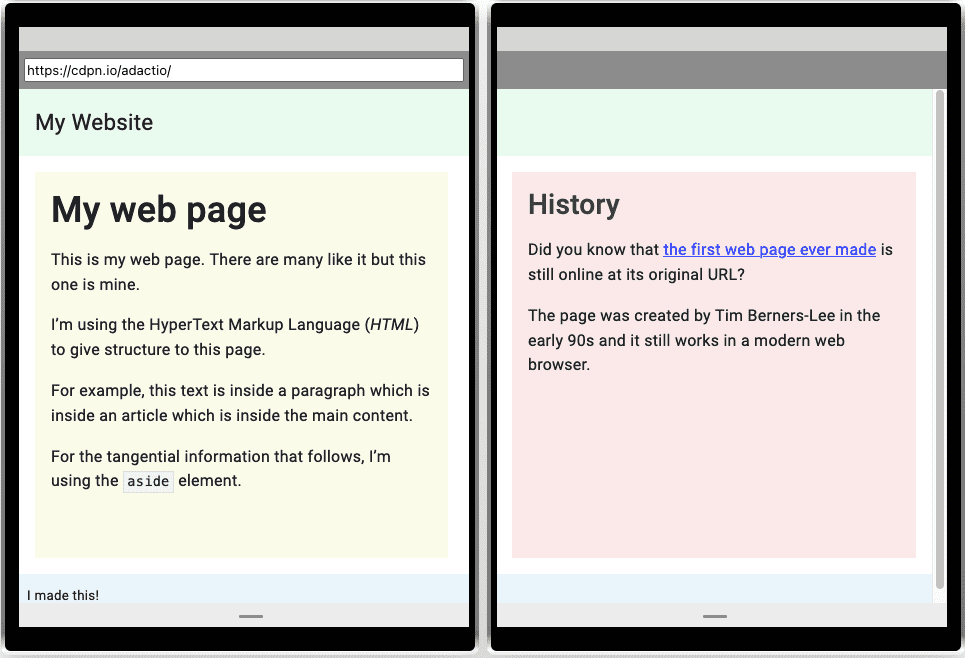 https://cdpn.io/adactio/
My Website
My web page
This is my web page. There are many like it but this
one is mine.
I’m using the HyperText Markup Language (HTML)
to give structure to this page.
For example, this text is inside a paragraph which is
inside an article which is inside the main content.
For the tangential information that follows, I’m
using the aside element.
I made this!
History
Did you know that the first web page ever made is
still online at its original URL?
The page was created by Tim Berners-Lee in the
early 90s and it still works in a modern web
browser.